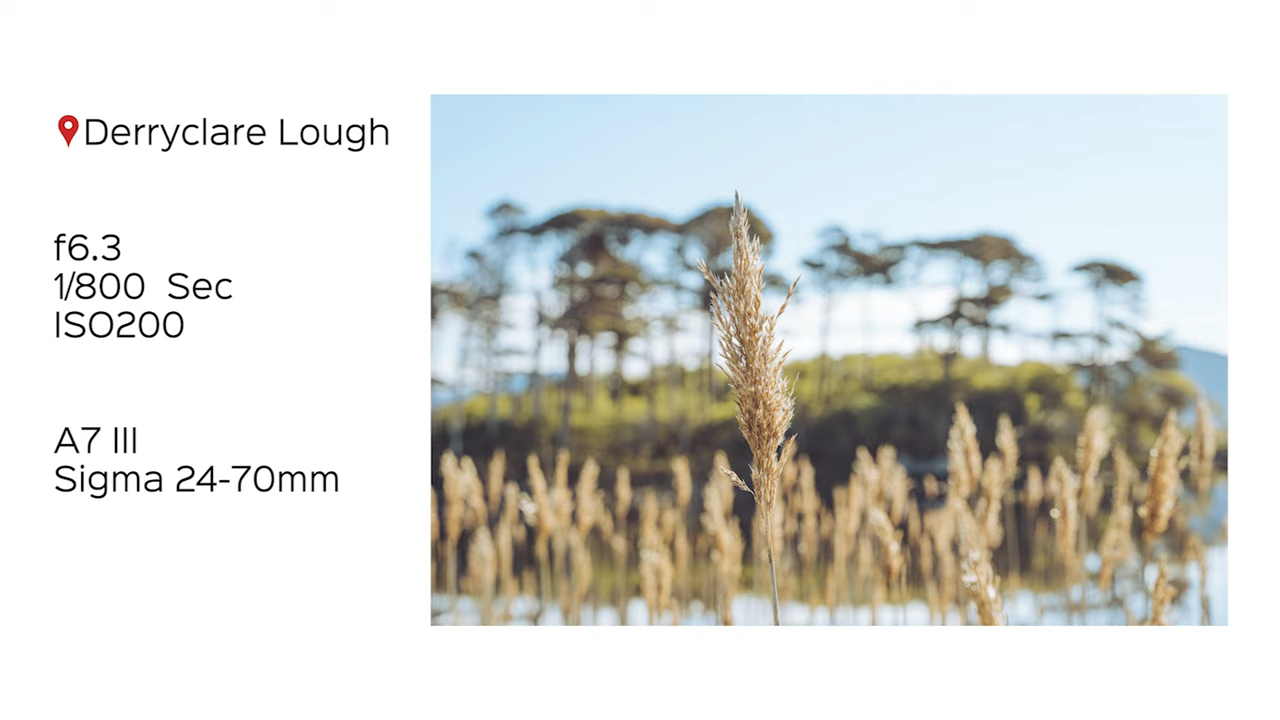 Derryclare Lough
f6.3
1/800 Sec
ISO200
A7 III
Sigma 24-70mm